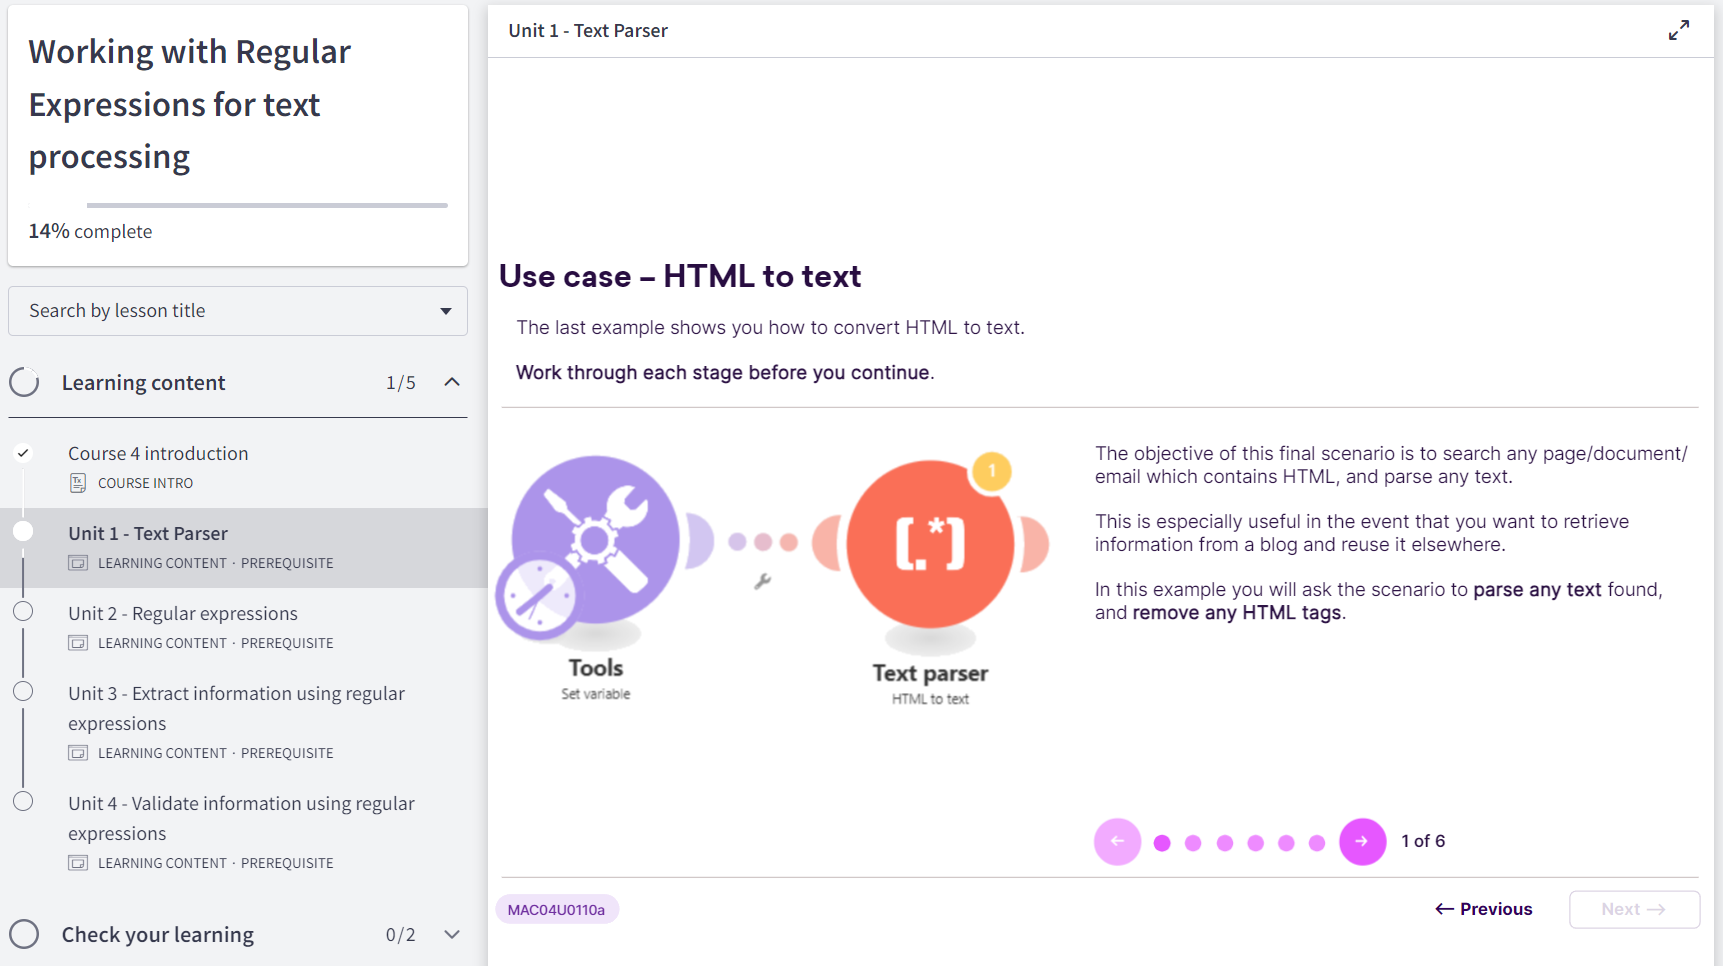 Working with Regular
Expressions for text
processing
14% complete
Search by lesson title
Learning content 1/5
Course 4 introduction
COURSE INTRO
Unit 1 - Text Parser
LEARNING CONTENT · PREREQUISITE
Unit 2 - Regular expressions
LEARNING CONTENT · PREREQUISITE
Unit 3 - Extract information using regular
expressions
LEARNING CONTENT · PREREQUISITE
Unit 4 - Validate information using regular
expressions
LEARNING CONTENT · PREREQUISITE
Check your learning 0/2
Unit 1 - Text Parser
Use case – HTML to text
The last example shows you how to convert HTML to text.
Work through each stage before you continue.
1
[.*]
Tools
Set variable
Text parser
HTML to text
The objective of this final scenario is to search any page/document/
email which contains HTML, and parse any text.
This is especially useful in the event that you want to retrieve
information from a blog and reuse it elsewhere.
In this example you will ask the scenario to parse any text found,
and remove any HTML tags.
1 of 6
MAC04U0110a
← Previous
Next →